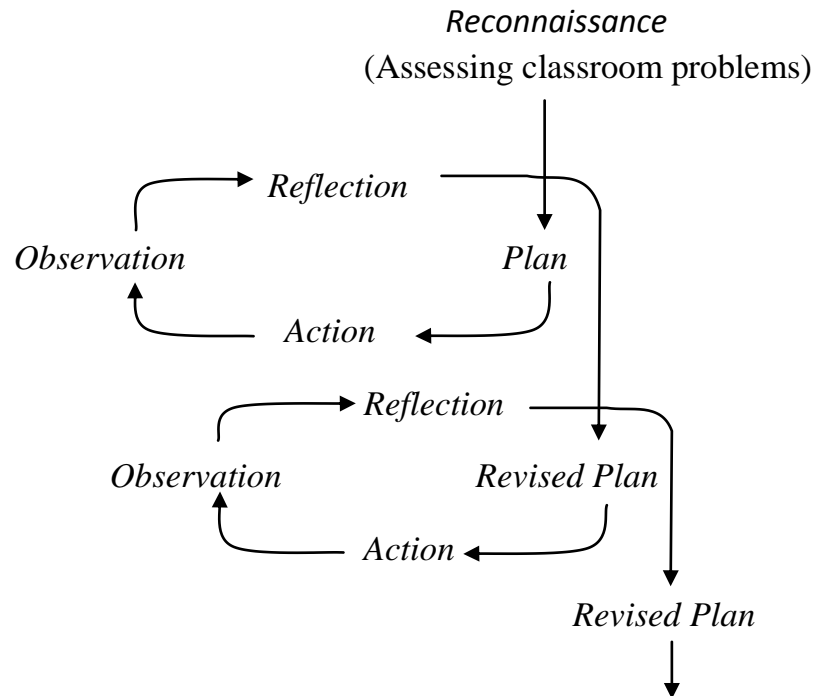 Reconnaissance
(Assessing classroom problems)
Reflection
Observation
Plan
Action
Reflection
Observation
Revised Plan
Action
Revised Plan